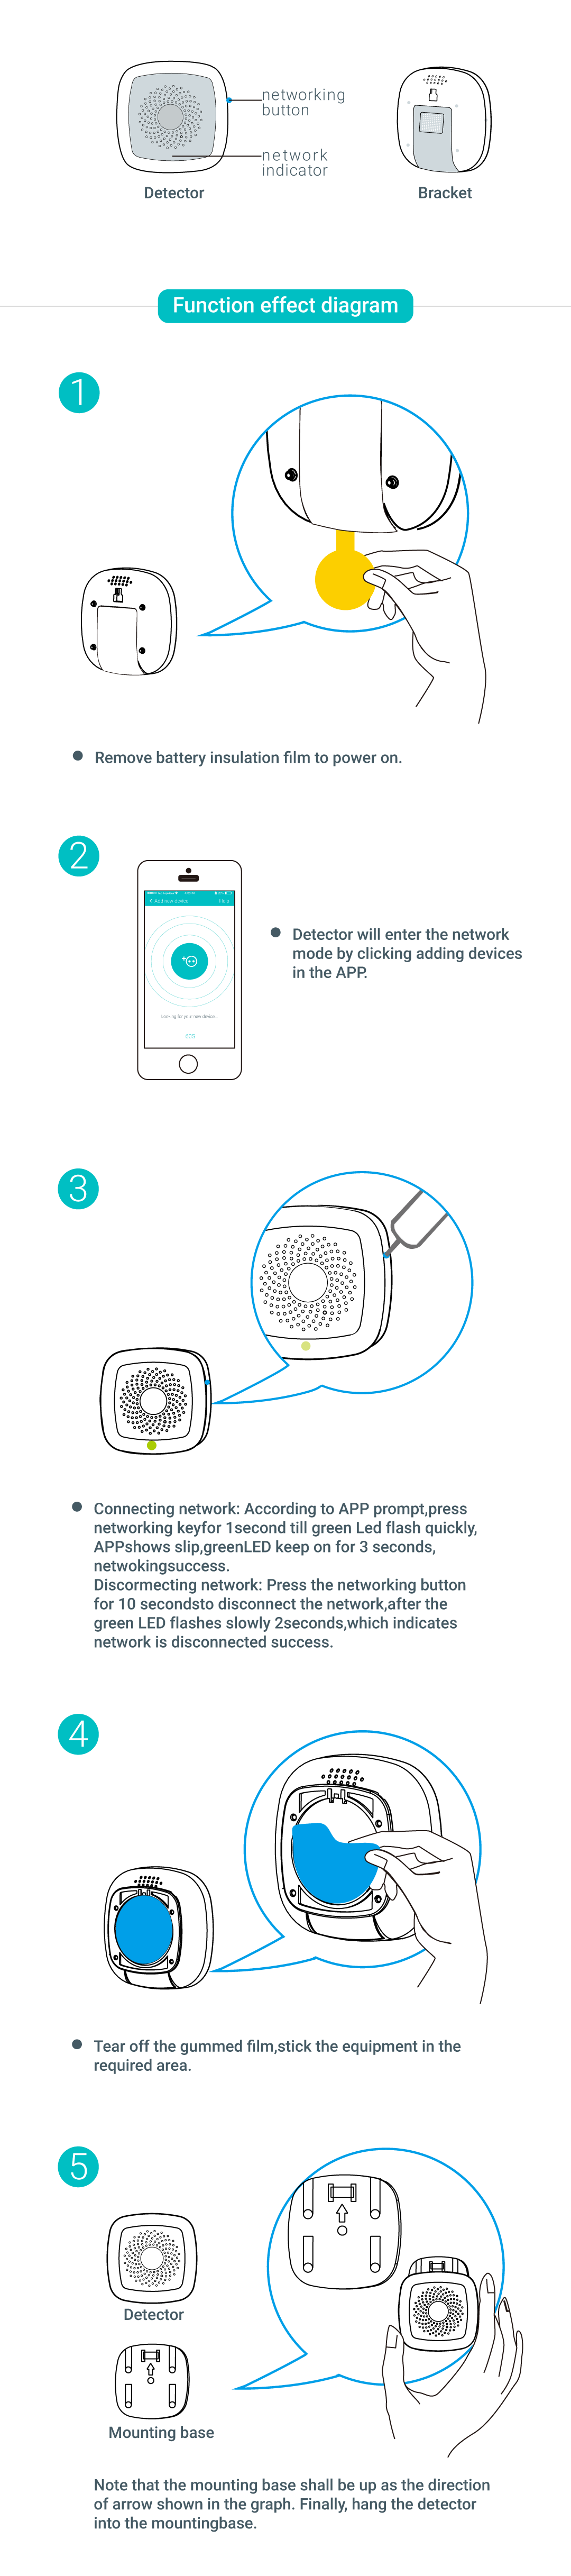 networking
button
network
indicator
Detector
Bracket
Function effect diagram
1
Remove battery insulation film to power on.
2
Add new device
Help
Looking for your new device
Detector will enter the network
mode by clicking adding devices
in the APP.
3
Connecting network: According to APP prompt,press
networking keyfor 1second till green Led flash quickly,
APPshows slip,greenLED keep on for 3 seconds,
netwokingsuccess.
Discormecting network: Press the networking button
for 10 secondsto disconnect the network,after the
green LED flashes slowly 2seconds,which indicates
network is disconnected success.
4
Tear off the gummed film,stick the equipment in the
required area.
5
Detector
Mounting base
Note that the mounting base shall be up as the direction
of arrow shown in the graph. Finally, hang the detector
into the mountingbase.